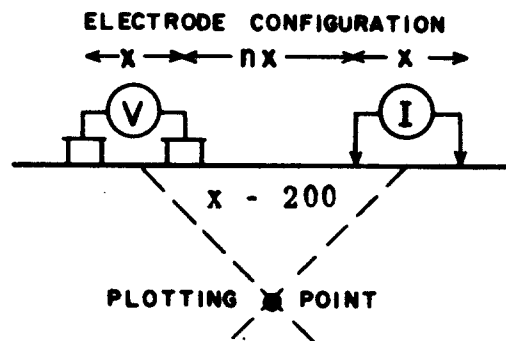 ELECTRODE CONFIGURATION
x nx x
V I
x - 200
PLOTTING POINT